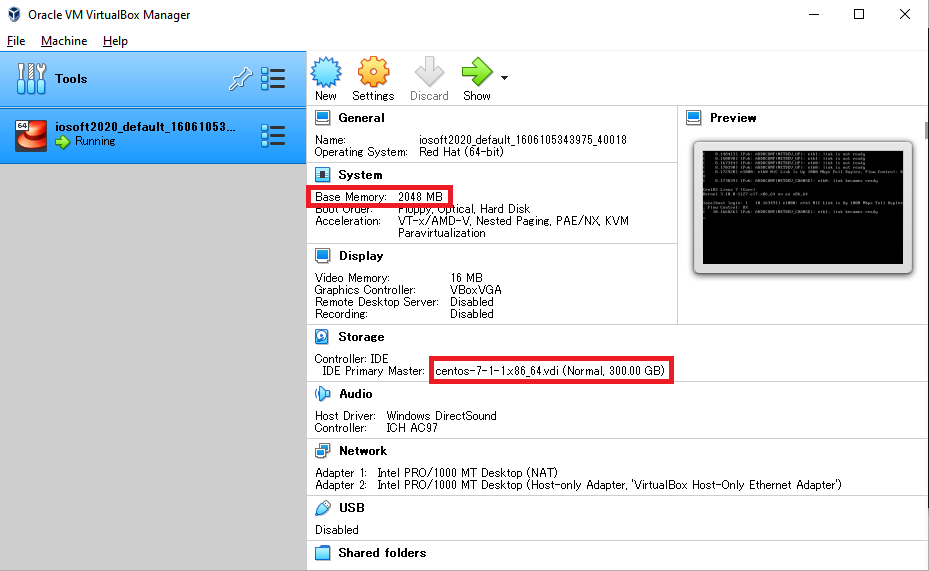 Oracle VM VirtualBox Manager
File Machine Help
Tools
New Settings Discard Show
64
iosoft2020_default_16061053...
Running
General
Name: iosoft2020_default_1606105343975_40018
Operating System: Red Hat (64-bit)
Preview
System
Base Memory: 2048 MB
Boot Order: Floppy, Optical, Hard Disk
Acceleration: VT-x/AMD-V, Nested Paging, PAE/NX, KVM
Paravirtualization
Display
Video Memory: 16 MB
Graphics Controller: VBoxVGA
Remote Desktop Server: Disabled
Recording: Disabled
Storage
Controller: IDE
IDE Primary Master: centos-7-1-1.x86_64.vdi (Normal, 300.00 GB)
Audio
Host Driver: Windows DirectSound
Controller: ICH AC97
Network
Adapter 1: Intel PRO/1000 MT Desktop (NAT)
Adapter 2: Intel PRO/1000 MT Desktop (Host-only Adapter, 'VirtualBox Host-Only Ethernet Adapter')
USB
Disabled
Shared folders